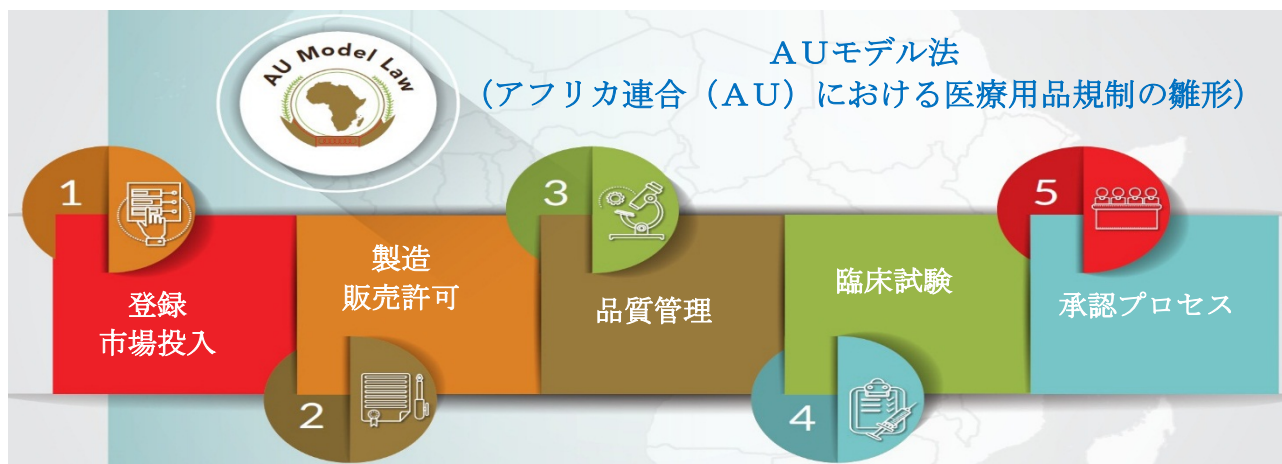 AU Model Law
AUモデル法
(アフリカ連合（AU）における医療用品規制の雛形)
1
登録
市場投入
2
製造
販売許可
3
品質管理
4
臨床試験
5
承認プロセス